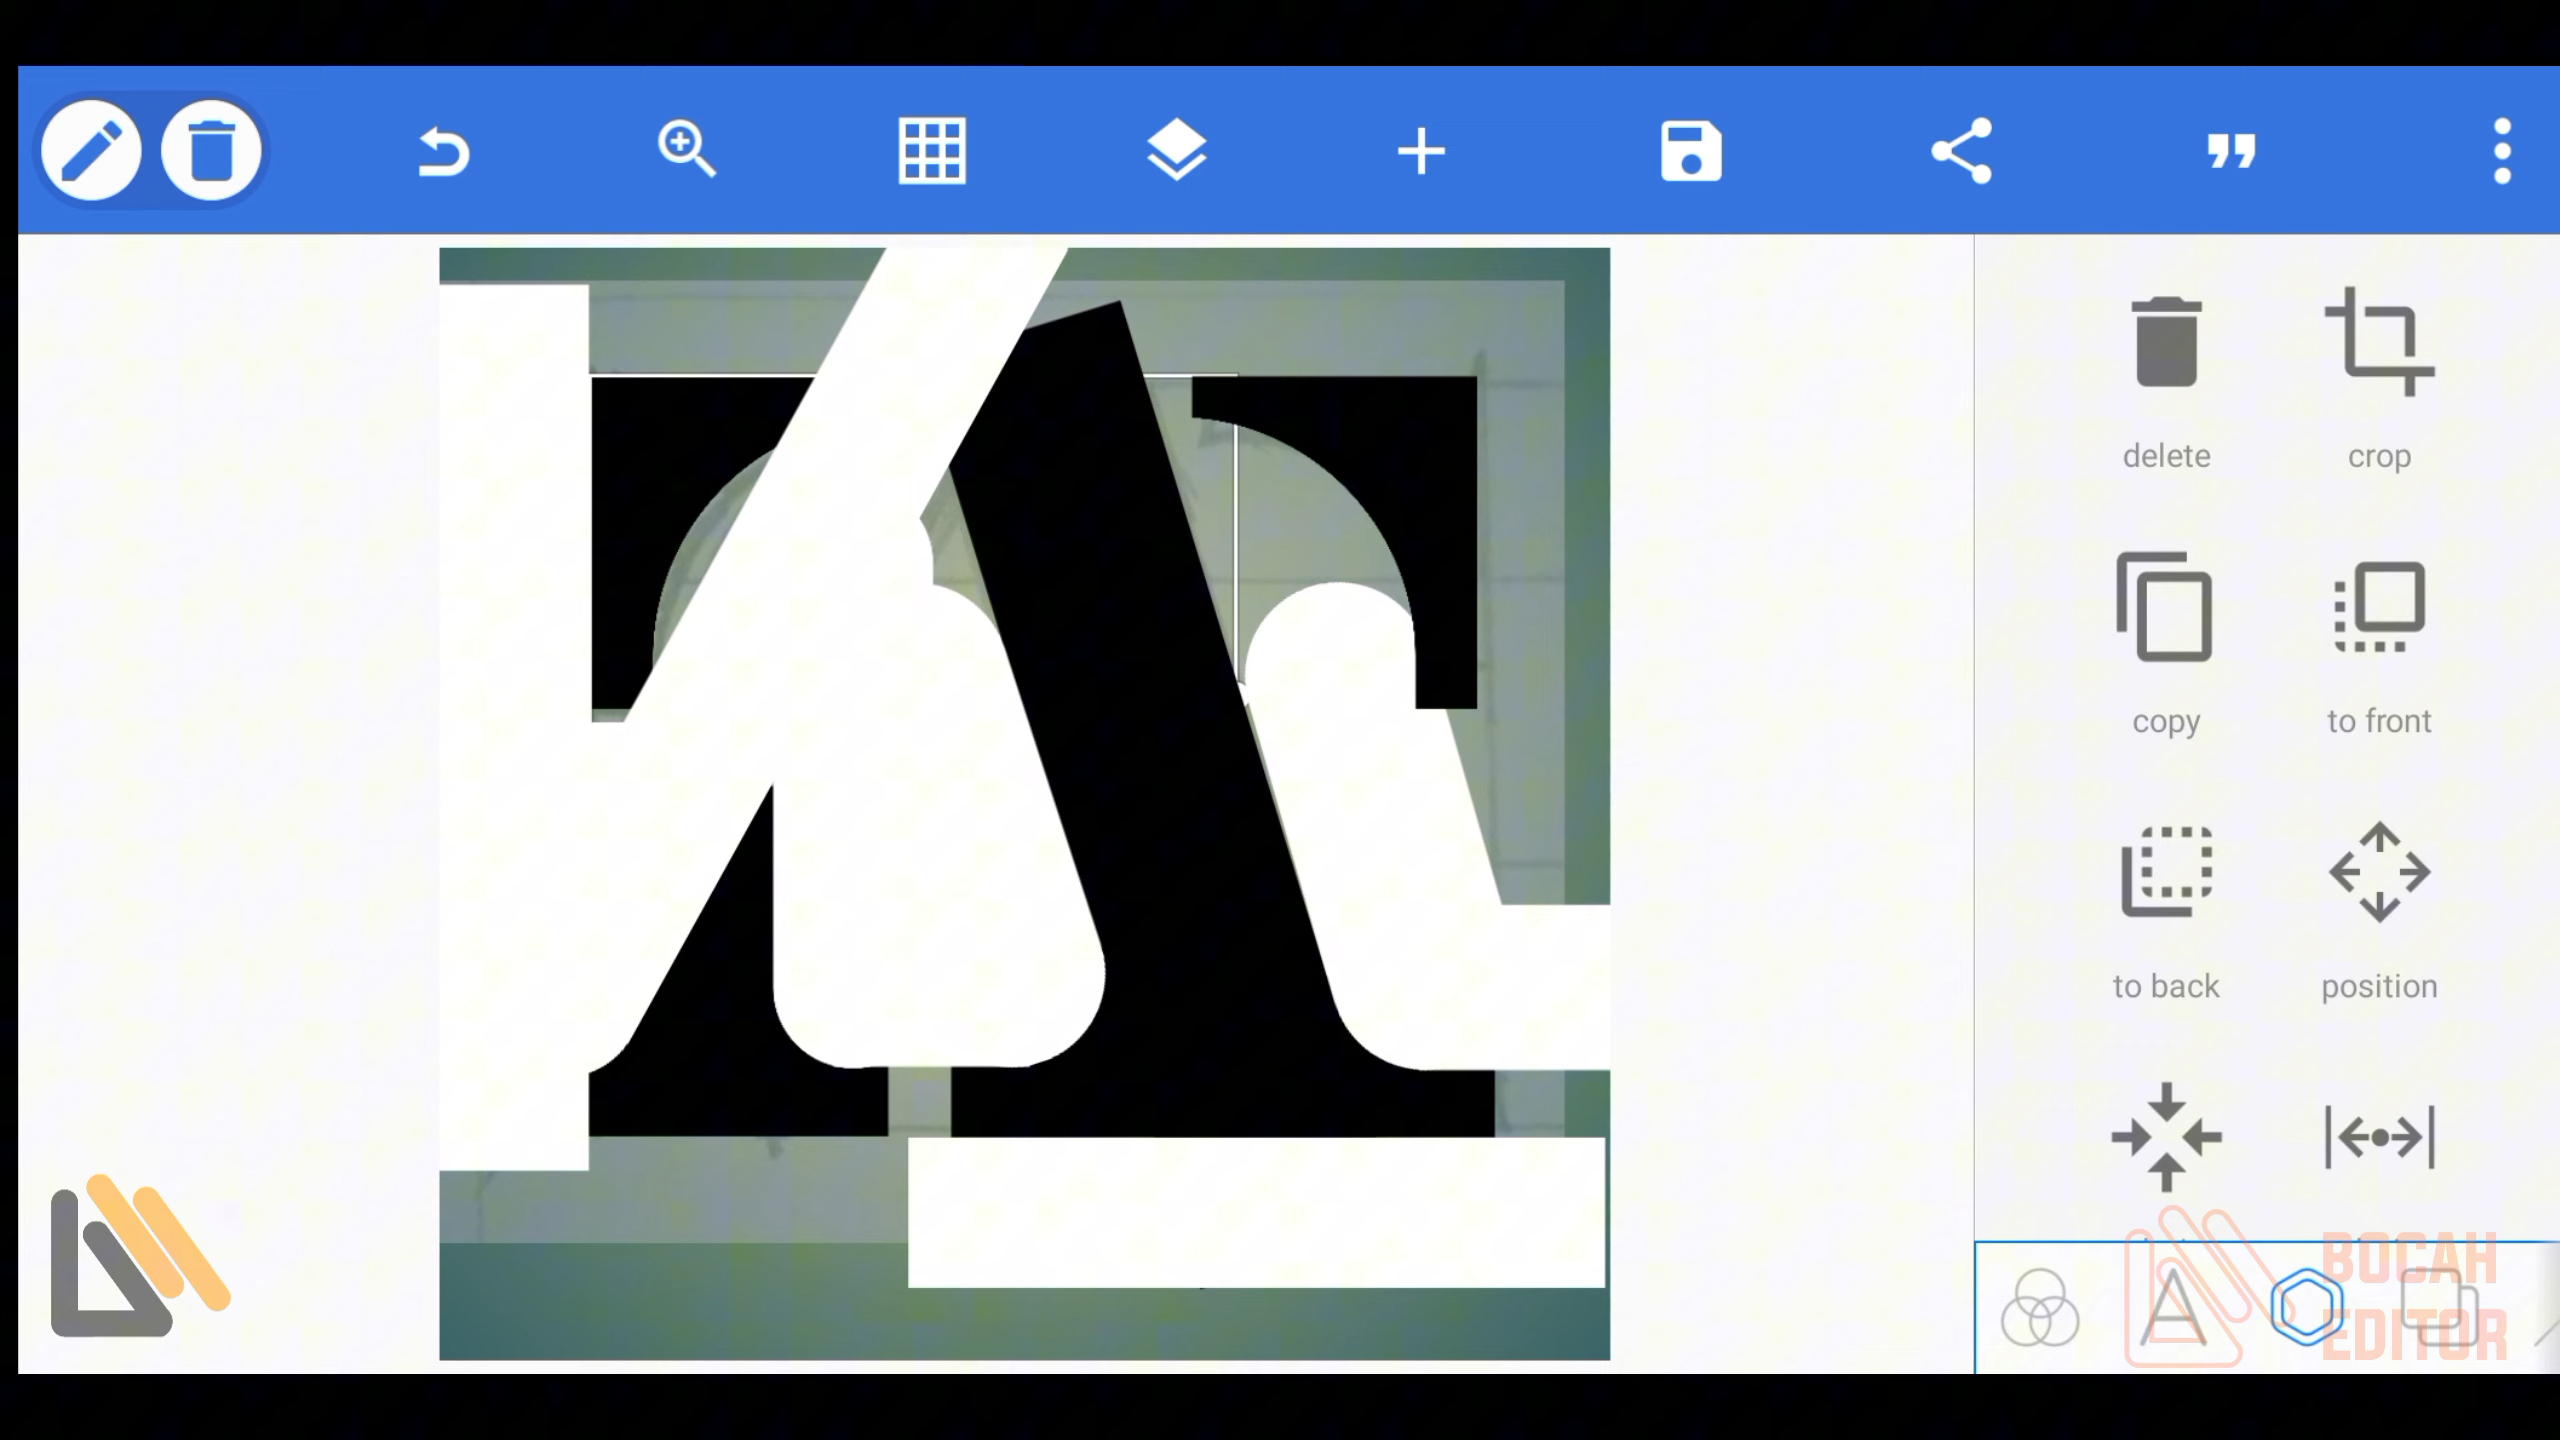 delete
crop
copy
to front
to back
position
BOCAH
EDITOR